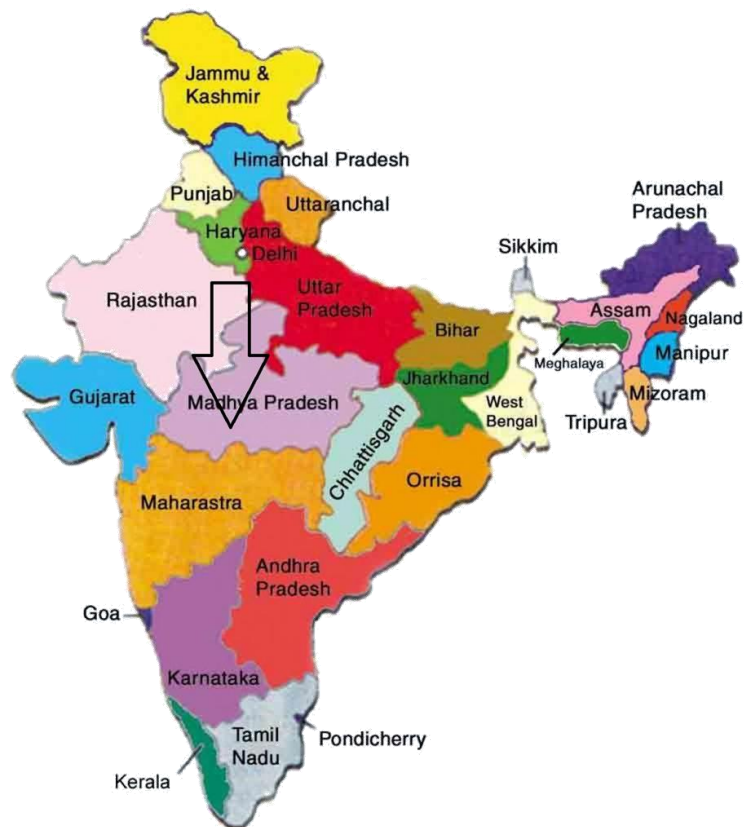 Jammu &
Kashmir
Himanchal Pradesh
Punjab
Uttaranchal
Arunachal
Pradesh
Haryana
Delhi
Sikkim
Rajasthan
Uttar
Pradesh
Assam
Nagaland
Bihar
Meghalaya
Manipur
Gujarat
Madhya Pradesh
Jharkhand
West
Bengal
Tripura
Mizoram
Chhattisgarh
Orrisa
Maharastra
Andhra
Pradesh
Goa
Karnataka
Tamil
Nadu
Pondicherry
Kerala